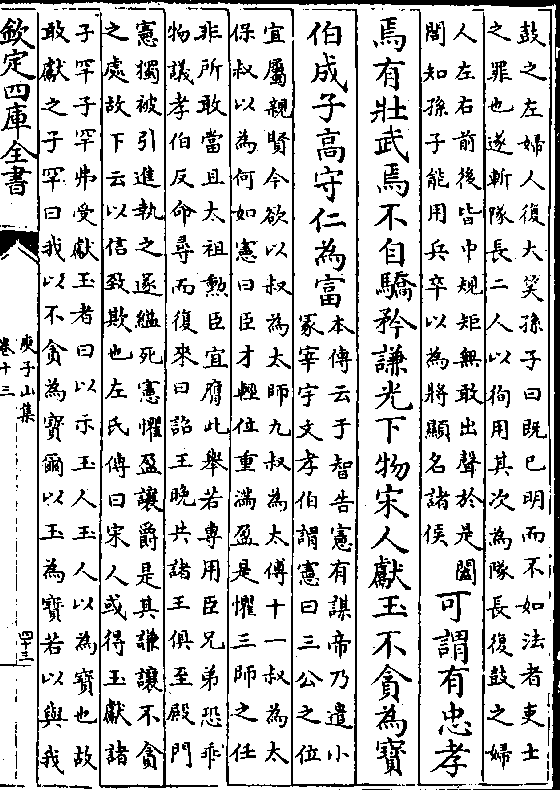 鼓之左婦人復大笑孫子曰既已明而不如法者吏士
之罪也遂斬隊長二人以徇用其次為隊長復鼓之婦
人左右前後皆中規矩無敢出聲於是闔
閭知孫子能用兵卒以為將顯名諸侯
可謂有忠孝
焉有壯武焉不自驕矜謙光下物宋人獻玉不貪為寶
伯成子高守仁為富
本傳云于智告憲有謀帝乃遣小
冢宰宇文孝伯謂憲曰三公之位
宜屬親賢今欲以叔為太師九叔為太傅十一叔為太
保叔以為何如憲曰臣才輕位重滿盈是懼三師之任
非所敢當且太祖勲臣宜膺此舉若專用臣兄弟恐乖
物議孝伯反命尋而復來曰詔王晚共諸王俱至殿門
憲獨被引進執之遂縊死憲懼盈讓爵是其謙讓不貪
之處故下云以信致欺也左氏傳曰宋人或得玉獻諸
子罕子罕弗受獻玉者曰以示玉人玉人以為寶也故
敢獻之子罕曰我以不貪為寶爾以玉為寶若以與我
欽定四庫全書
庾子山集
卷十三
四十三